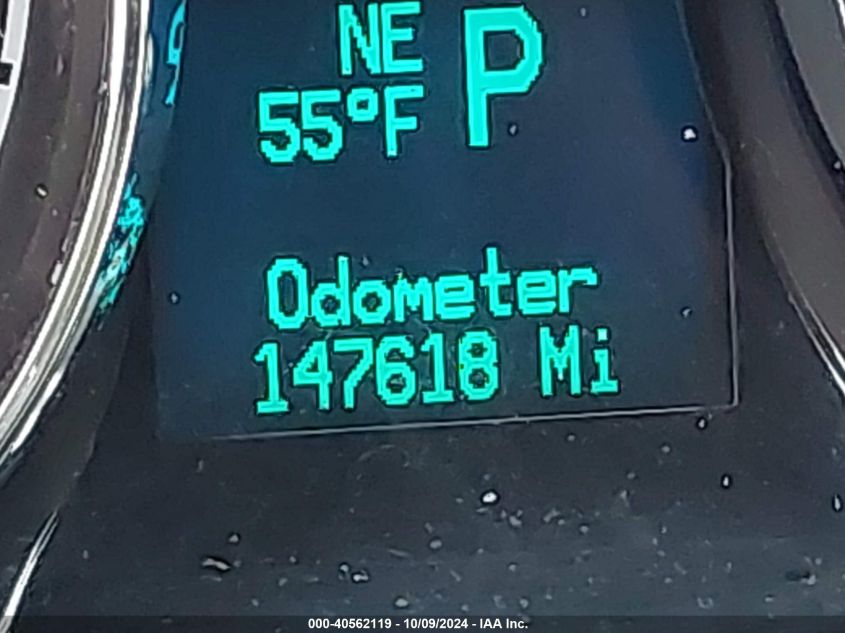 NE P
55°F
Odometer
147618 Mi
000-40562119 - 10/09/2024 - IAA Inc.